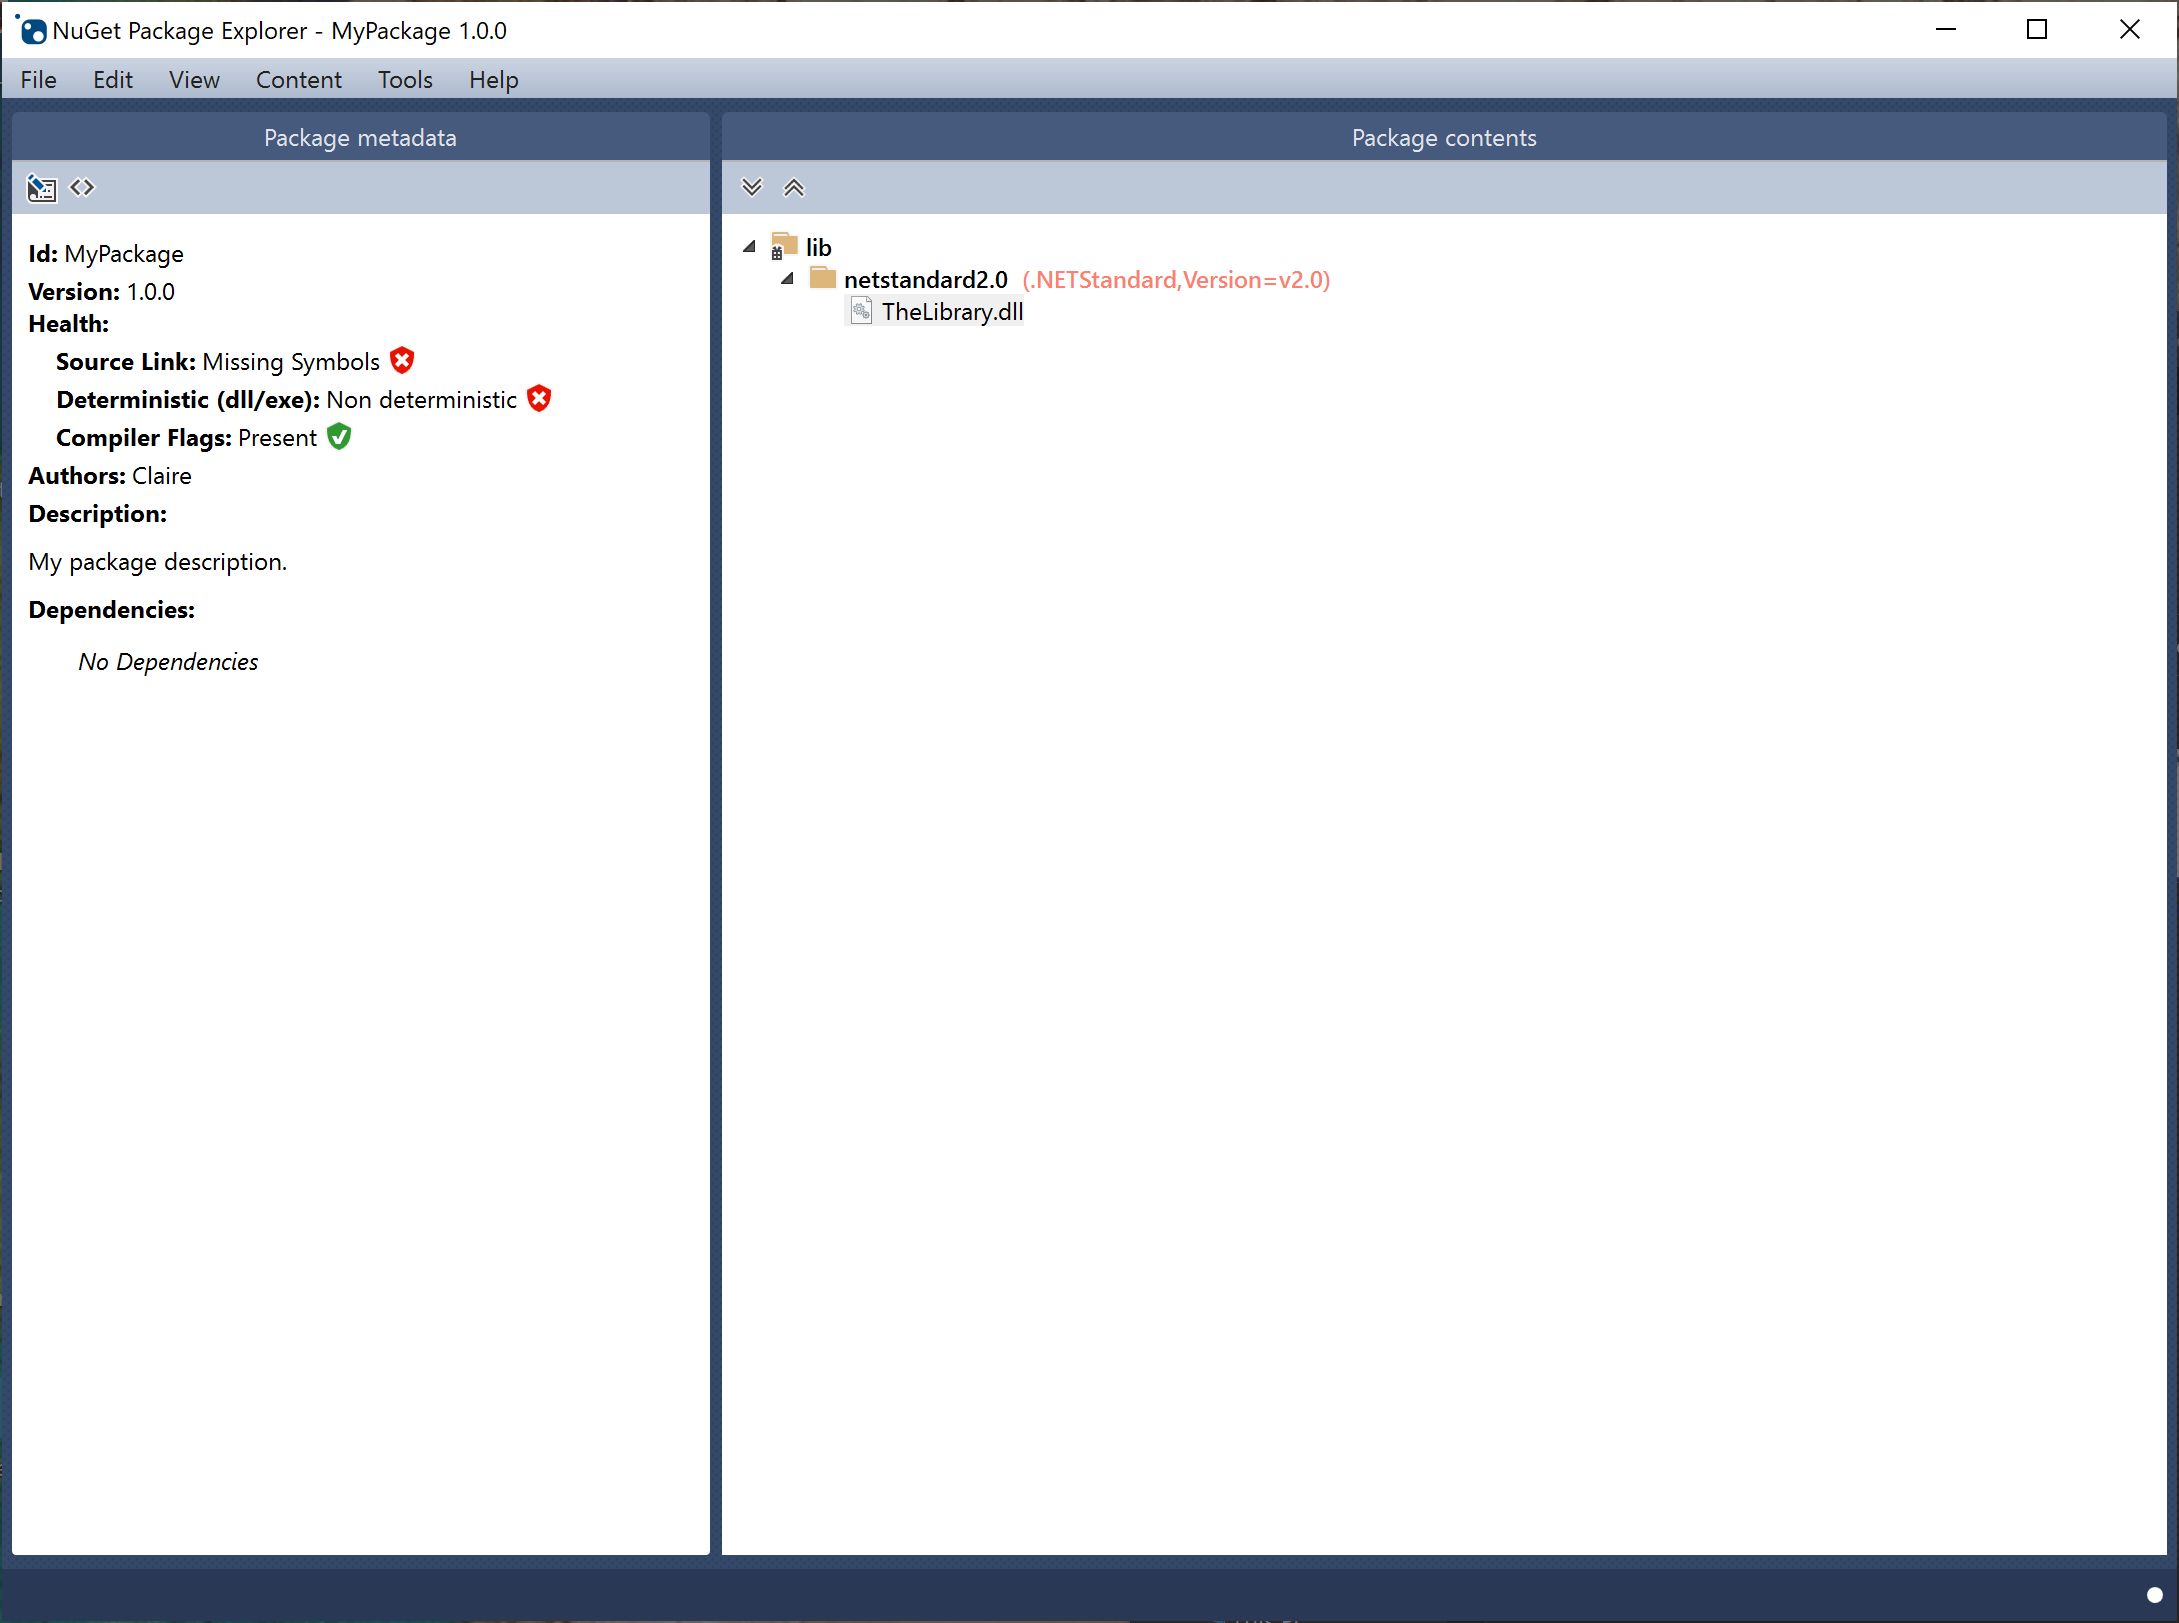 NuGet Package Explorer - MyPackage 1.0.0
File Edit View Content Tools Help
Package metadata
Id: MyPackage
Version: 1.0.0
Health:
Source Link: Missing Symbols
Deterministic (dll/exe): Non deterministic
Compiler Flags: Present
Authors: Claire
Description:
My package description.
Dependencies:
No Dependencies
Package contents
lib
netstandard2.0 (.NETStandard,Version=v2.0)
TheLibrary.dll